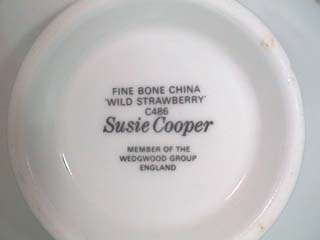 FINE BONE CHINA
'WILD STRAWBERRY'
C486
Susie Cooper
MEMBER OF THE
WEDGWOOD GROUP
ENGLAND